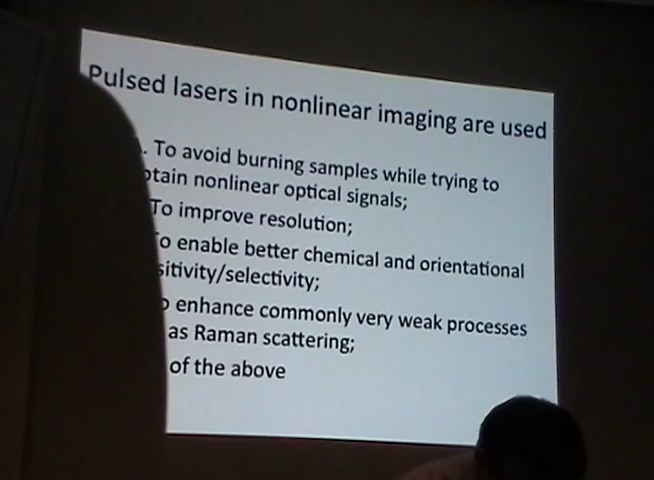 Pulsed lasers in nonlinear imaging are used
. To avoid burning samples while trying to
tain nonlinear optical signals;
To improve resolution;
o enable better chemical and orientational
sitivity/selectivity;
enhance commonly very weak processes
as Raman scattering;
of the above